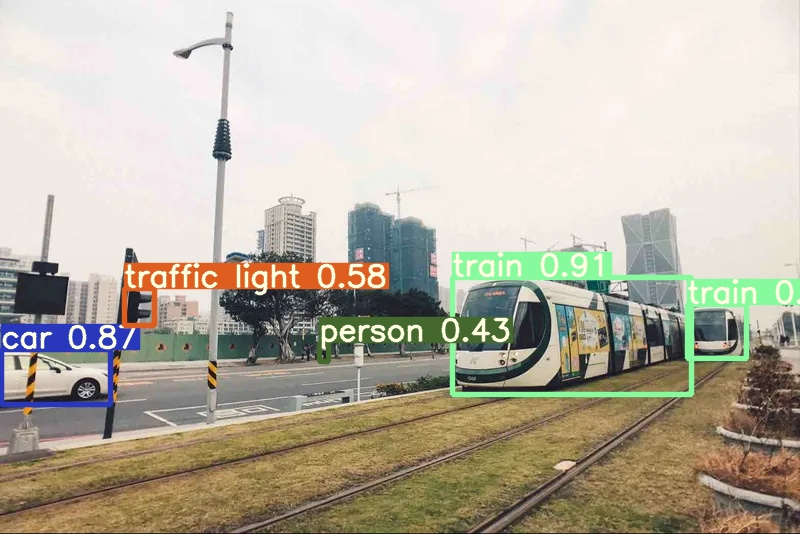 traffic light 0.58
train 0.91
train 0.
car 0.87
person 0.43